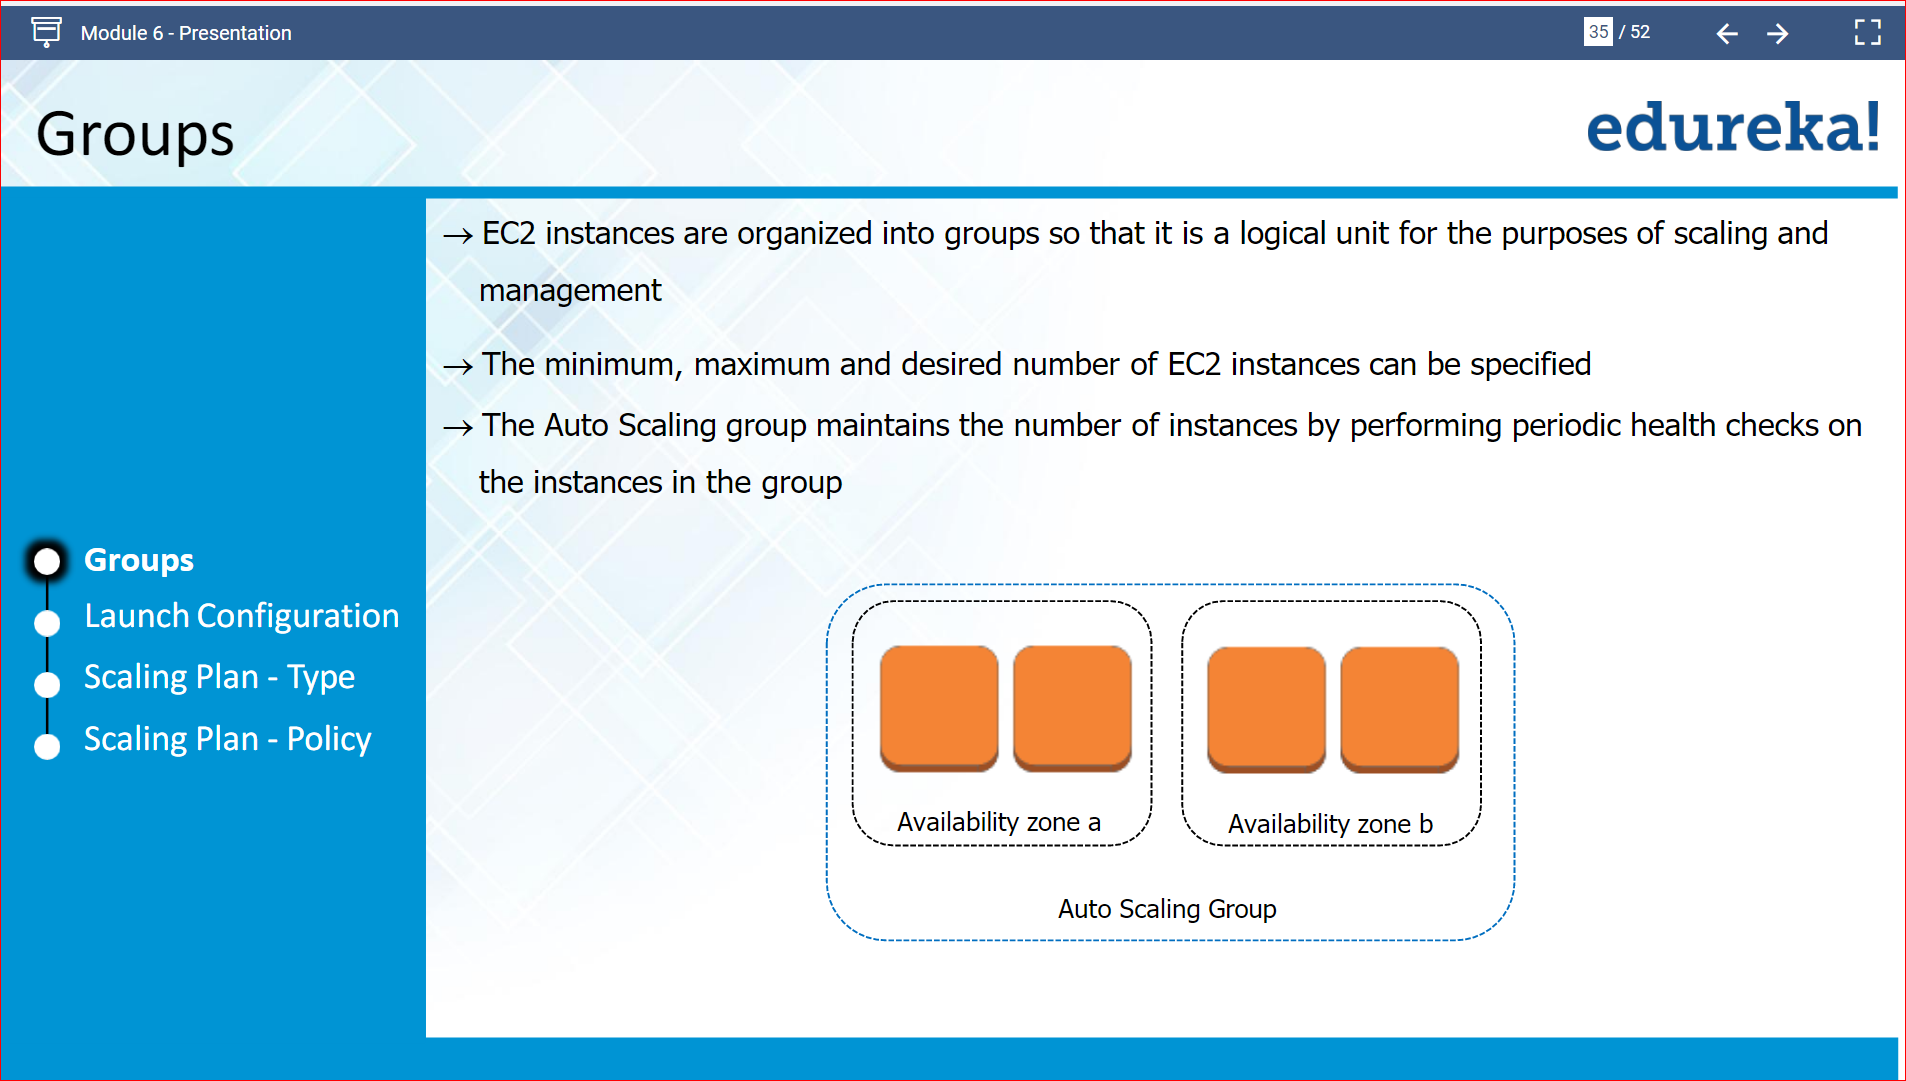 Module 6 - Presentation
35 / 52
Groups
edureka!
→ EC2 instances are organized into groups so that it is a logical unit for the purposes of scaling and
management
→ The minimum, maximum and desired number of EC2 instances can be specified
→ The Auto Scaling group maintains the number of instances by performing periodic health checks on
the instances in the group
Groups
Launch Configuration
Scaling Plan - Type
Scaling Plan - Policy
Availability zone a
Availability zone b
Auto Scaling Group